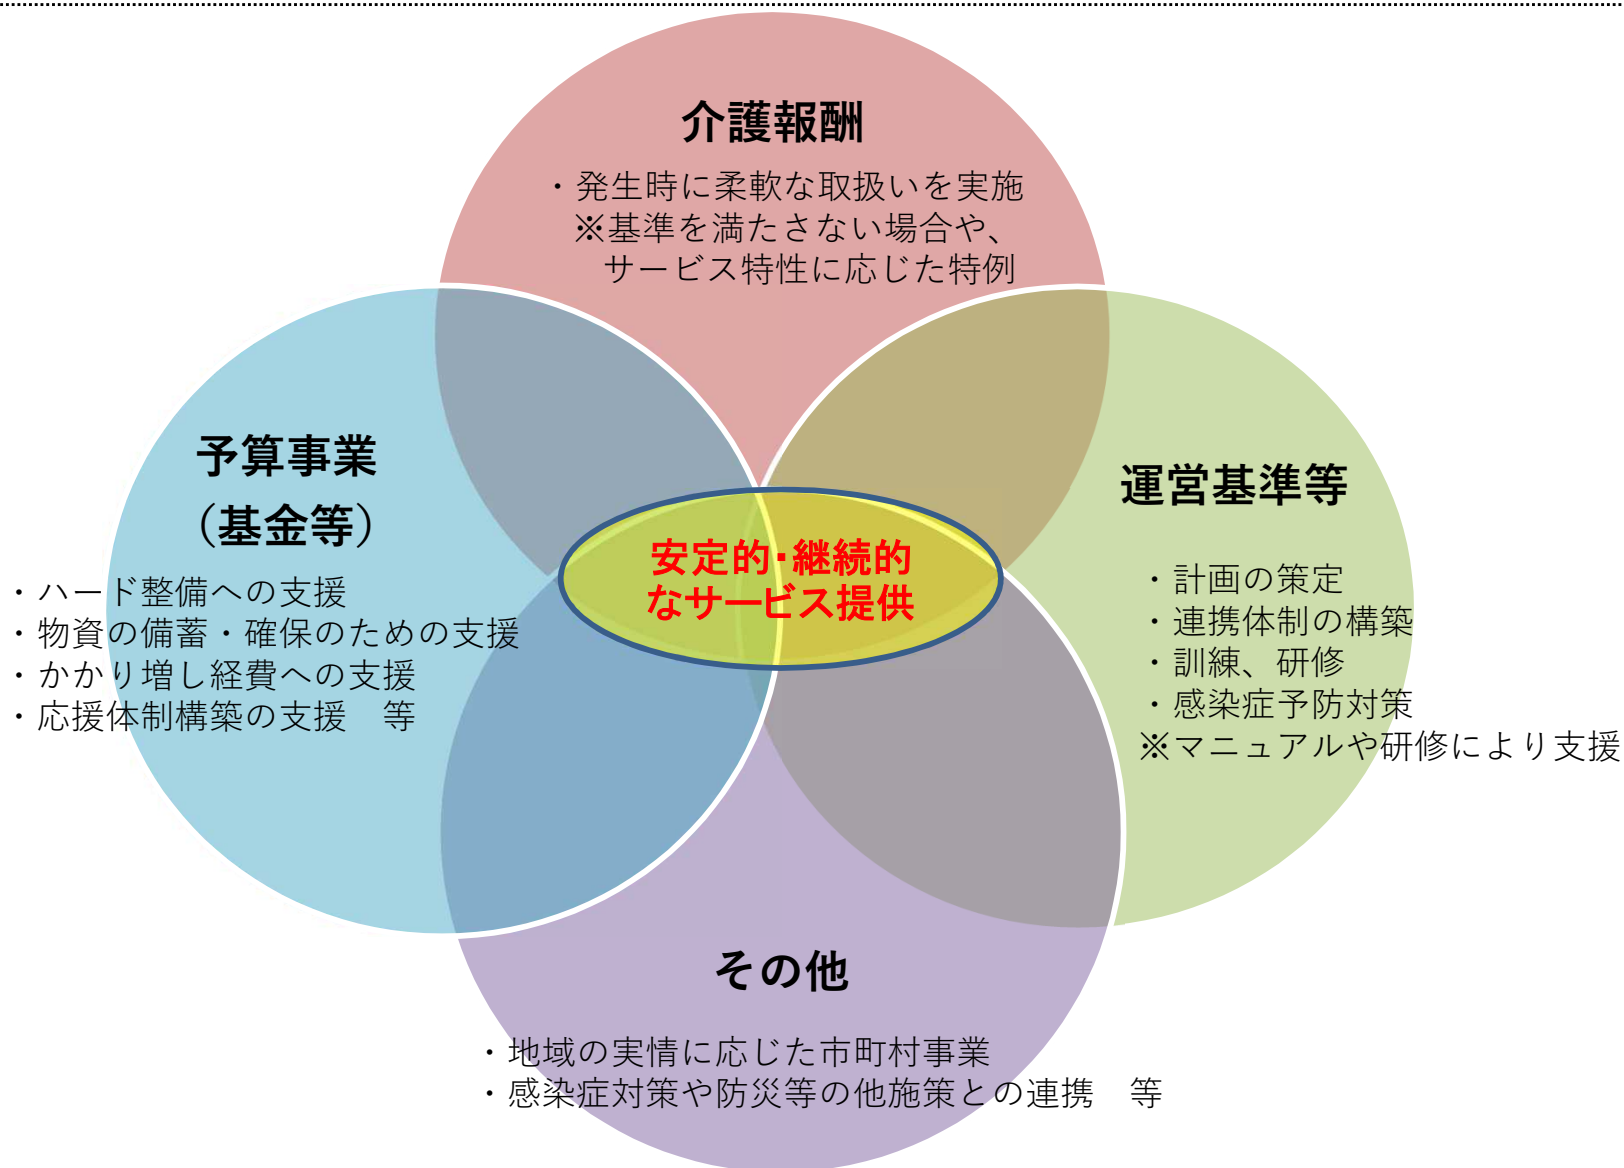 介護報酬
・発生時に柔軟な取扱いを実施
※基準を満たさない場合や、
サービス特性に応じた特例
予算事業
（基金等）
・ハード整備への支援
・物資の備蓄・確保のための支援
・かかり増し経費への支援
・応援体制構築の支援　等
安定的・継続的
なサービス提供
運営基準等
・計画の策定
・連携体制の構築
・訓練、研修
・感染症予防対策
※マニュアルや研修により支援
その他
・地域の実情に応じた市町村事業
・感染症対策や防災等の他施策との連携　等